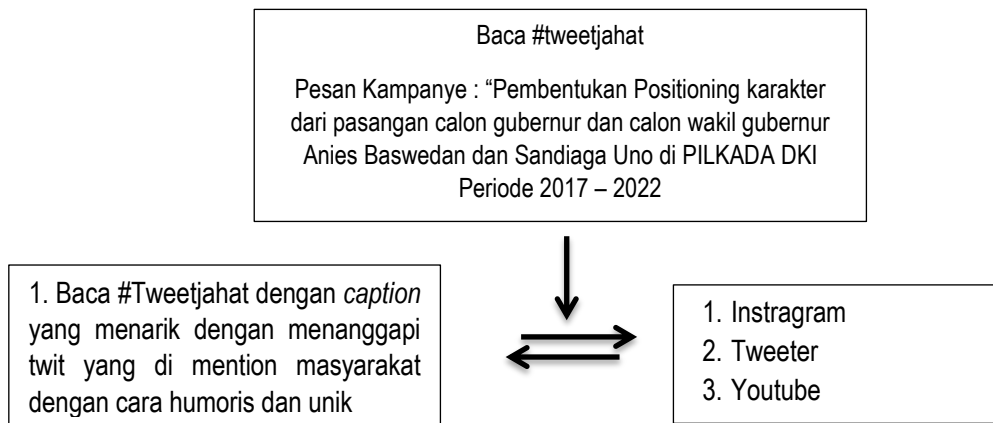 Baca #tweetjahat
Pesan Kampanye : “Pembentukan Positioning karakter
dari pasangan calon gubernur dan calon wakil gubernur
Anies Baswedan dan Sandiaga Uno di PILKADA DKI
Periode 2017 – 2022
1. Baca #Tweetjahat dengan caption
yang menarik dengan menanggapi
twit yang di mention masyarakat
dengan cara humoris dan unik
1. Instragram
2. Tweeter
3. Youtube